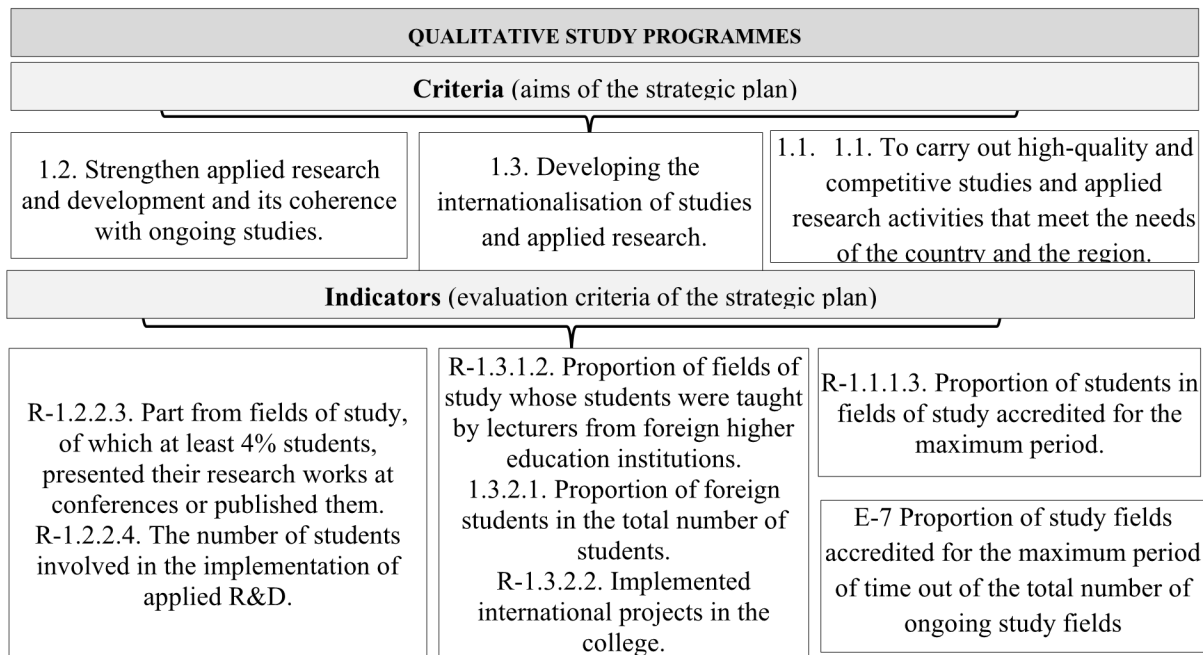 QUALITATIVE STUDY PROGRAMMES
Criteria (aims of the strategic plan)
1.2. Strengthen applied research
and development and its coherence
with ongoing studies.
1.3. Developing the
internationalisation of studies
and applied research.
1.1. 1.1. To carry out high-quality and
competitive studies and applied
research activities that meet the needs
of the country and the region.
Indicators (evaluation criteria of the strategic plan)
R-1.2.2.3. Part from fields of study,
of which at least 4% students,
presented their research works at
conferences or published them.
R-1.2.2.4. The number of students
involved in the implementation of
applied R&D.
R-1.3.1.2. Proportion of fields of
study whose students were taught
by lecturers from foreign higher
education institutions.
1.3.2.1. Proportion of foreign
students in the total number of
students.
R-1.3.2.2. Implemented
international projects in the
college.
R-1.1.1.3. Proportion of students in
fields of study accredited for the
maximum period.
E-7 Proportion of study fields
accredited for the maximum period
of time out of the total number of
ongoing study fields